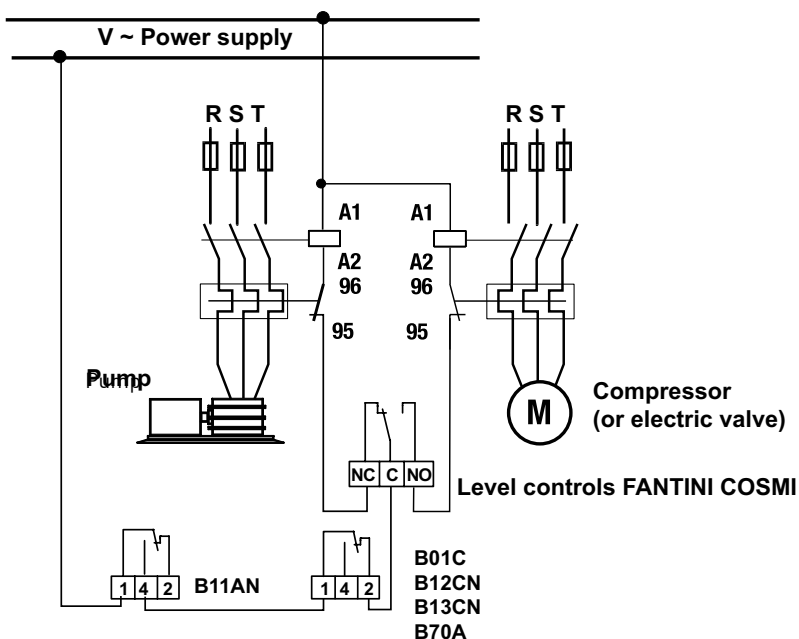 V ~ Power supply
R S T
R S T
A1
A1
A2
A2
96
96
95
95
Pump
Compressor
(or electric valve)
M
NC C NO
Level controls FANTINI COSMI
1 4 2
B11AN
1 4 2
B01C
B12CN
B13CN
B70A